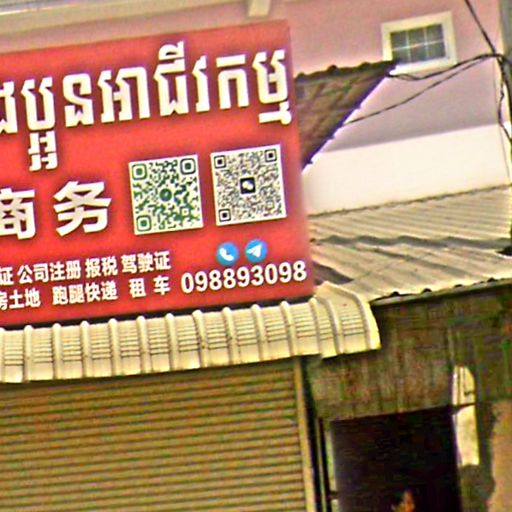 ប្អូនអាជីវកម្ម
商务
证 公司注册 报税 驾驶证
房土地 跑腿快递 租车
098893098